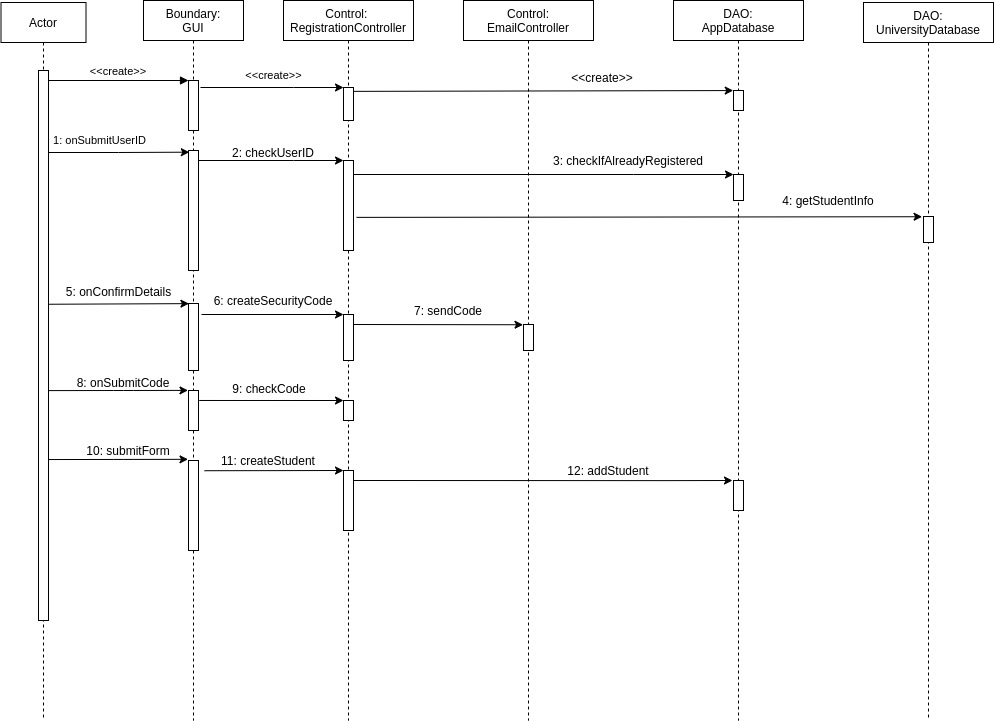 Actor
Boundary:
GUI
Control:
RegistrationController
Control:
EmailController
DAO:
AppDatabase
DAO:
UniversityDatabase
<<create>>
<<create>>
<<create>>
1: onSubmitUserID
2: checkUserID
3: checkIfAlreadyRegistered
4: getStudentInfo
5: onConfirmDetails
6: createSecurityCode
7: sendCode
8: onSubmitCode
9: checkCode
10: submitForm
11: createStudent
12: addStudent